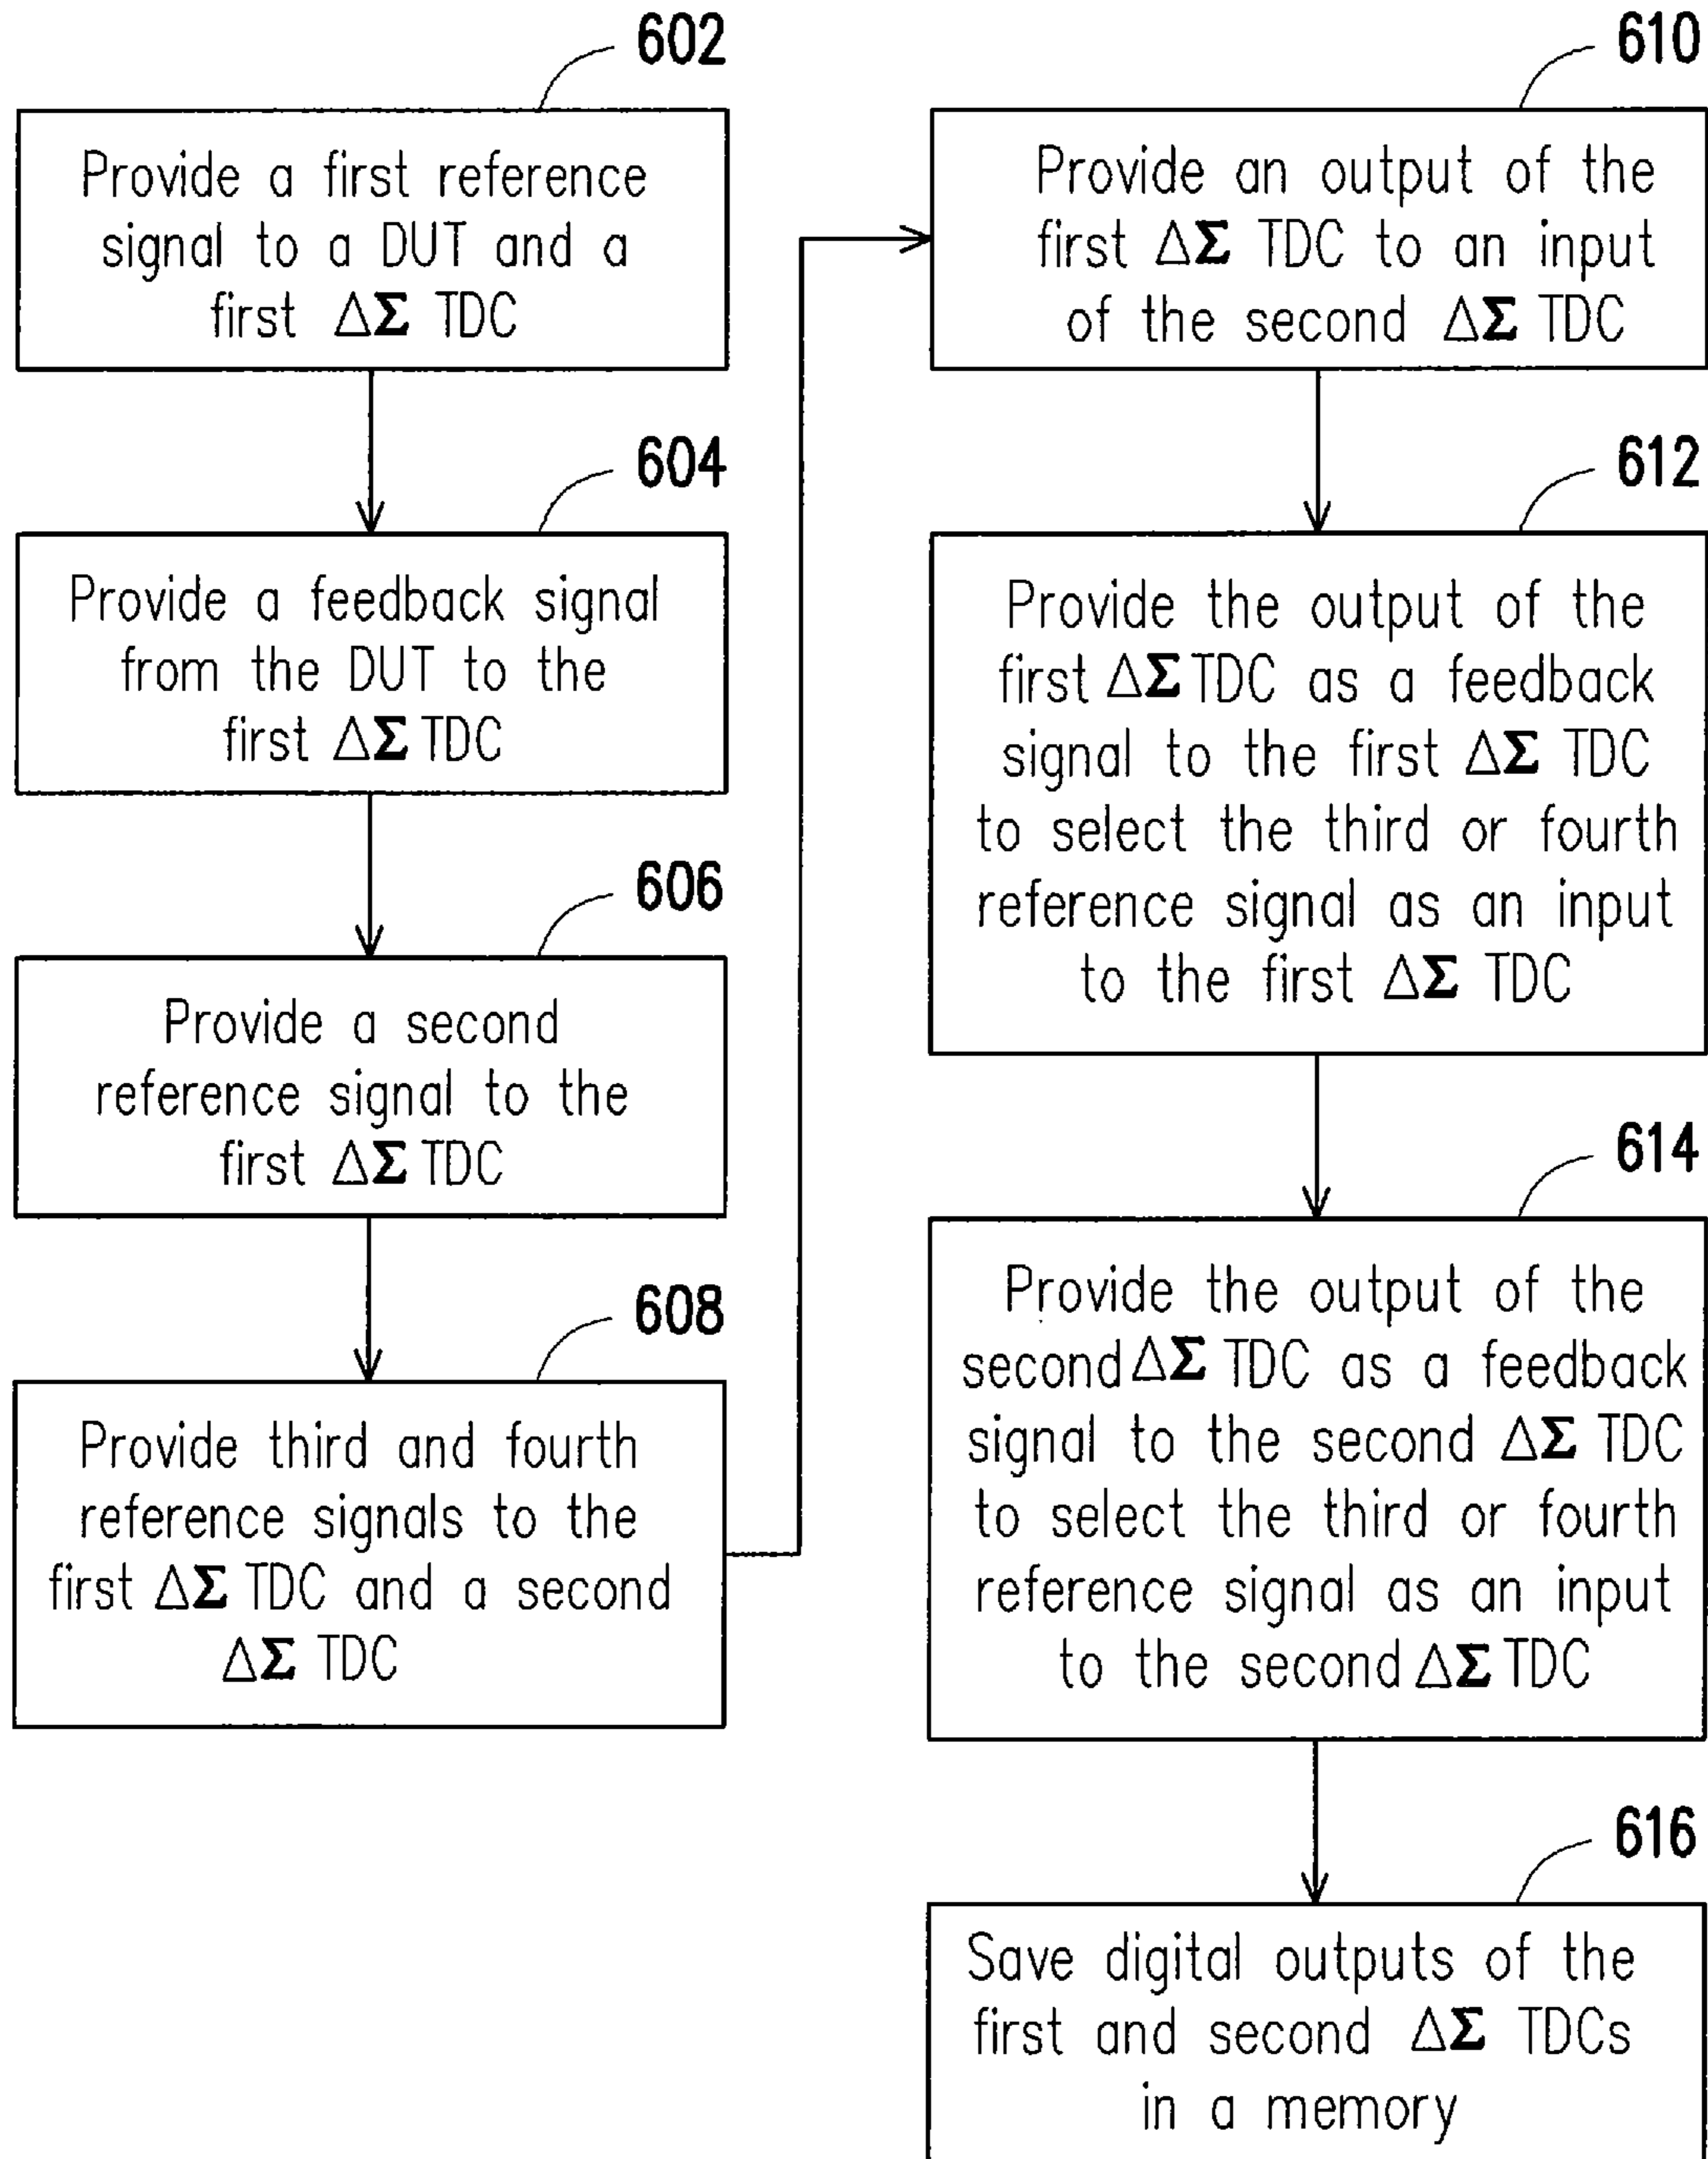 602
Provide a first reference
signal to a DUT and a
first ΔΣ TDC
604
Provide a feedback signal
from the DUT to the
first ΔΣ TDC
606
Provide a second
reference signal to the
first ΔΣ TDC
608
Provide third and fourth
reference signals to the
first ΔΣ TDC and a second
ΔΣ TDC
610
Provide an output of the
first ΔΣ TDC to an input
of the second ΔΣ TDC
612
Provide the output of the
first ΔΣ TDC as a feedback
signal to the first ΔΣ TDC
to select the third or fourth
reference signal as an input
to the first ΔΣ TDC
614
Provide the output of the
second ΔΣ TDC as a feedback
signal to the second ΔΣ TDC
to select the third or fourth
reference signal as an input
to the second ΔΣ TDC
616
Save digital outputs of the
first and second ΔΣ TDCs
in a memory